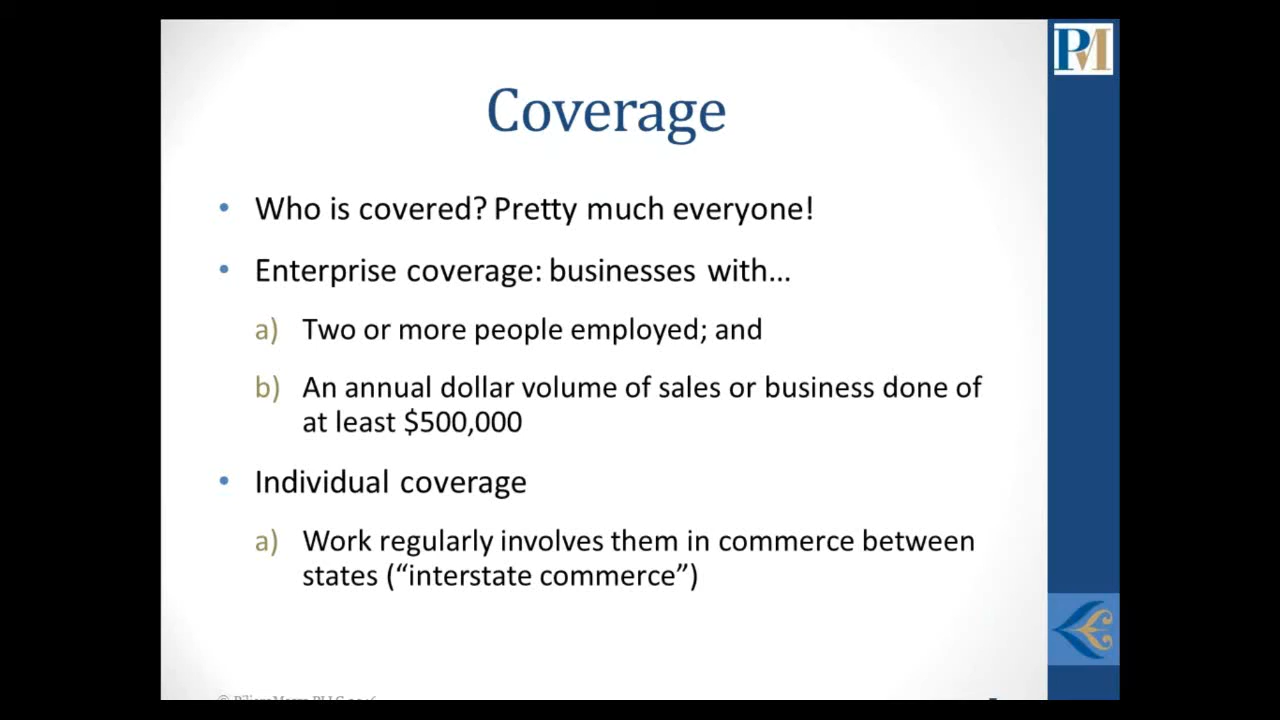 PM
Coverage
• Who is covered? Pretty much everyone!
• Enterprise coverage: businesses with...
a) Two or more people employed; and
b) An annual dollar volume of sales or business done of
at least $500,000
• Individual coverage
a) Work regularly involves them in commerce between
states (“interstate commerce”)